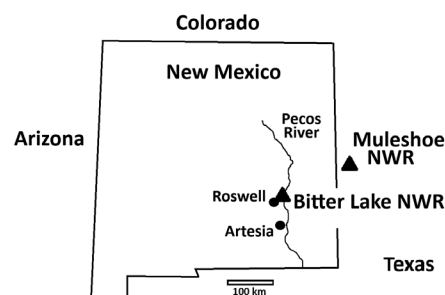 Colorado
New Mexico
Arizona
Pecos
River
Muleshoe
NWR
Roswell
Bitter Lake NWR
Artesia
Texas
100 km